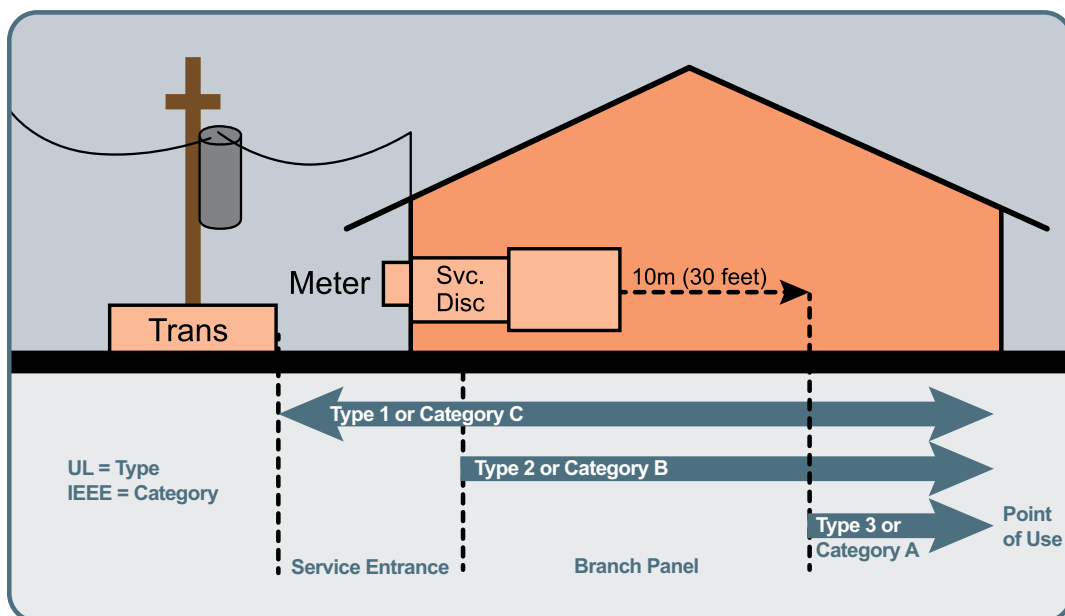 Meter
Svc.
Disc
10m (30 feet)
Trans
Type 1 or Category C
UL = Type
IEEE = Category
Type 2 or Category B
Type 3 or
Category A
Point
of Use
Service Entrance
Branch Panel